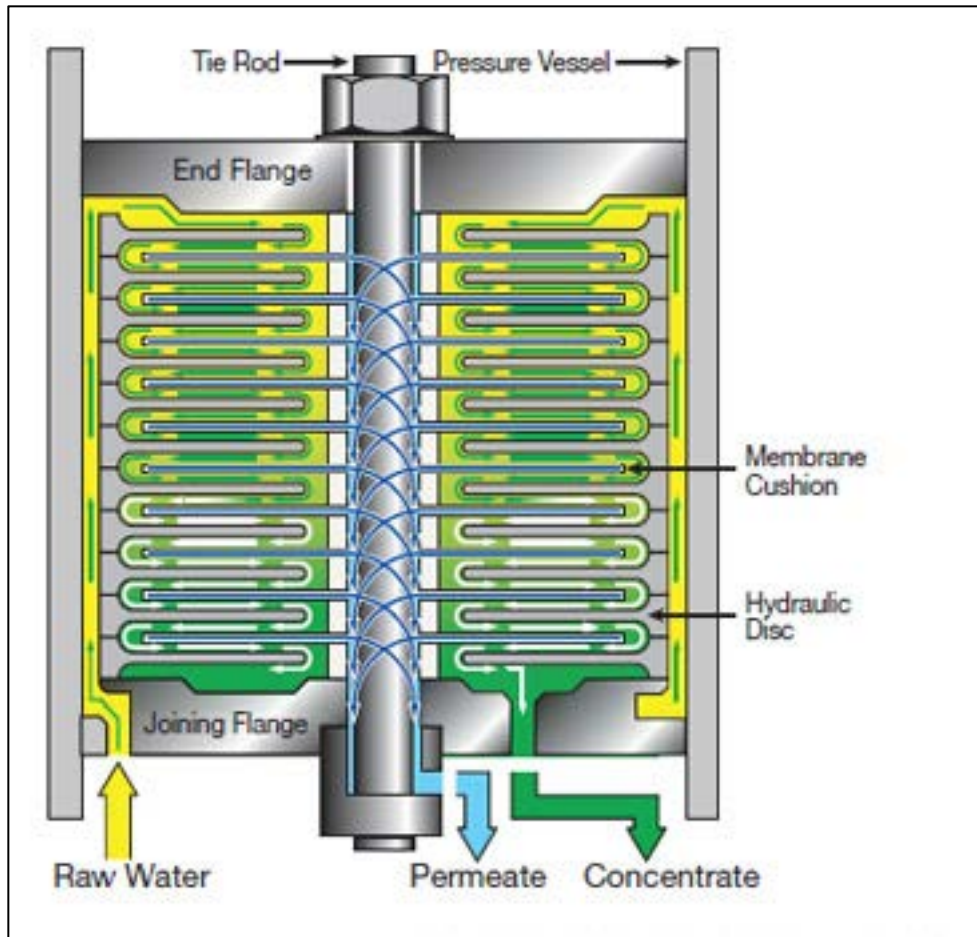 Tie Rod
Pressure Vessel
End Flange
Membrane
Cushion
Hydraulic
Disc
Joining Flange
Raw Water
Permeate
Concentrate